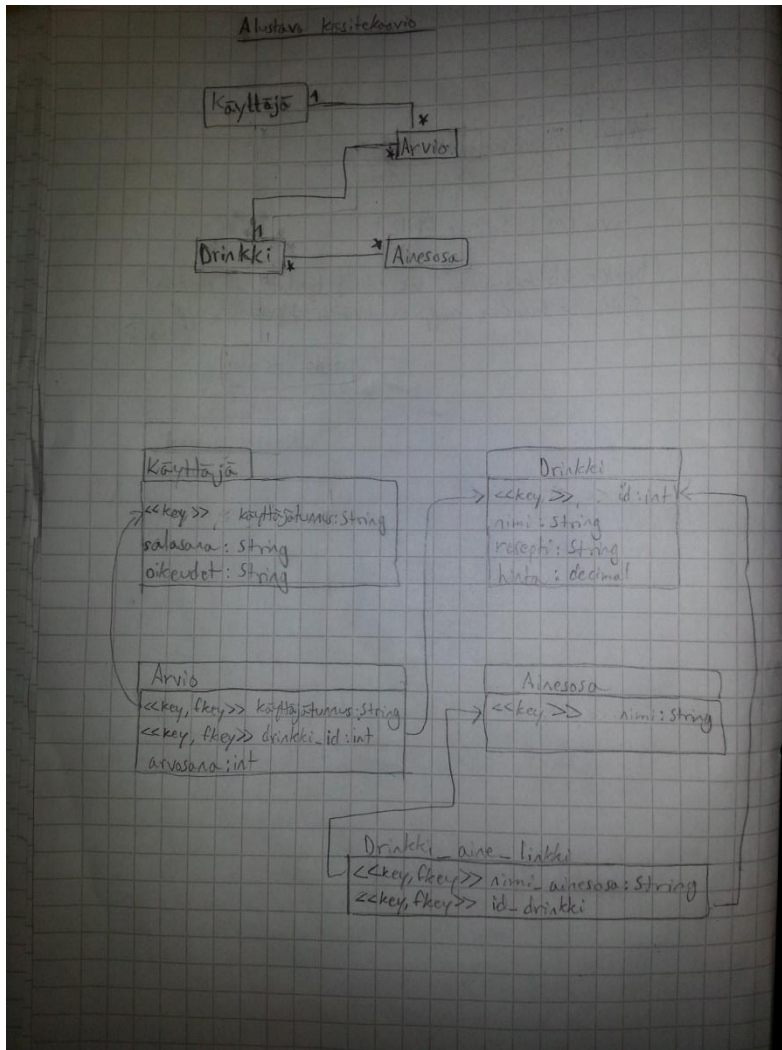 Alustava käsitekaavio
Käyttäjä 1
*
* Arvio
1
Drinkki * * Ainesosa
Käyttäjä
<<key>> käyttäjätunnus:String
salasana: String
oikeudet: String
Drinkki
<<key>> id:int
nimi: String
resepti: String
hinta: decimal
Arvio
<<key, fkey>> käyttäjätunnus:String
<<key, fkey>> drinkki_id:int
arvosana:int
Ainesosa
<<key>> nimi:String
Drinkki_aine_linkki
<<key, fkey>> nimi_ainesosa: String
<<key, fkey>> id_drinkki